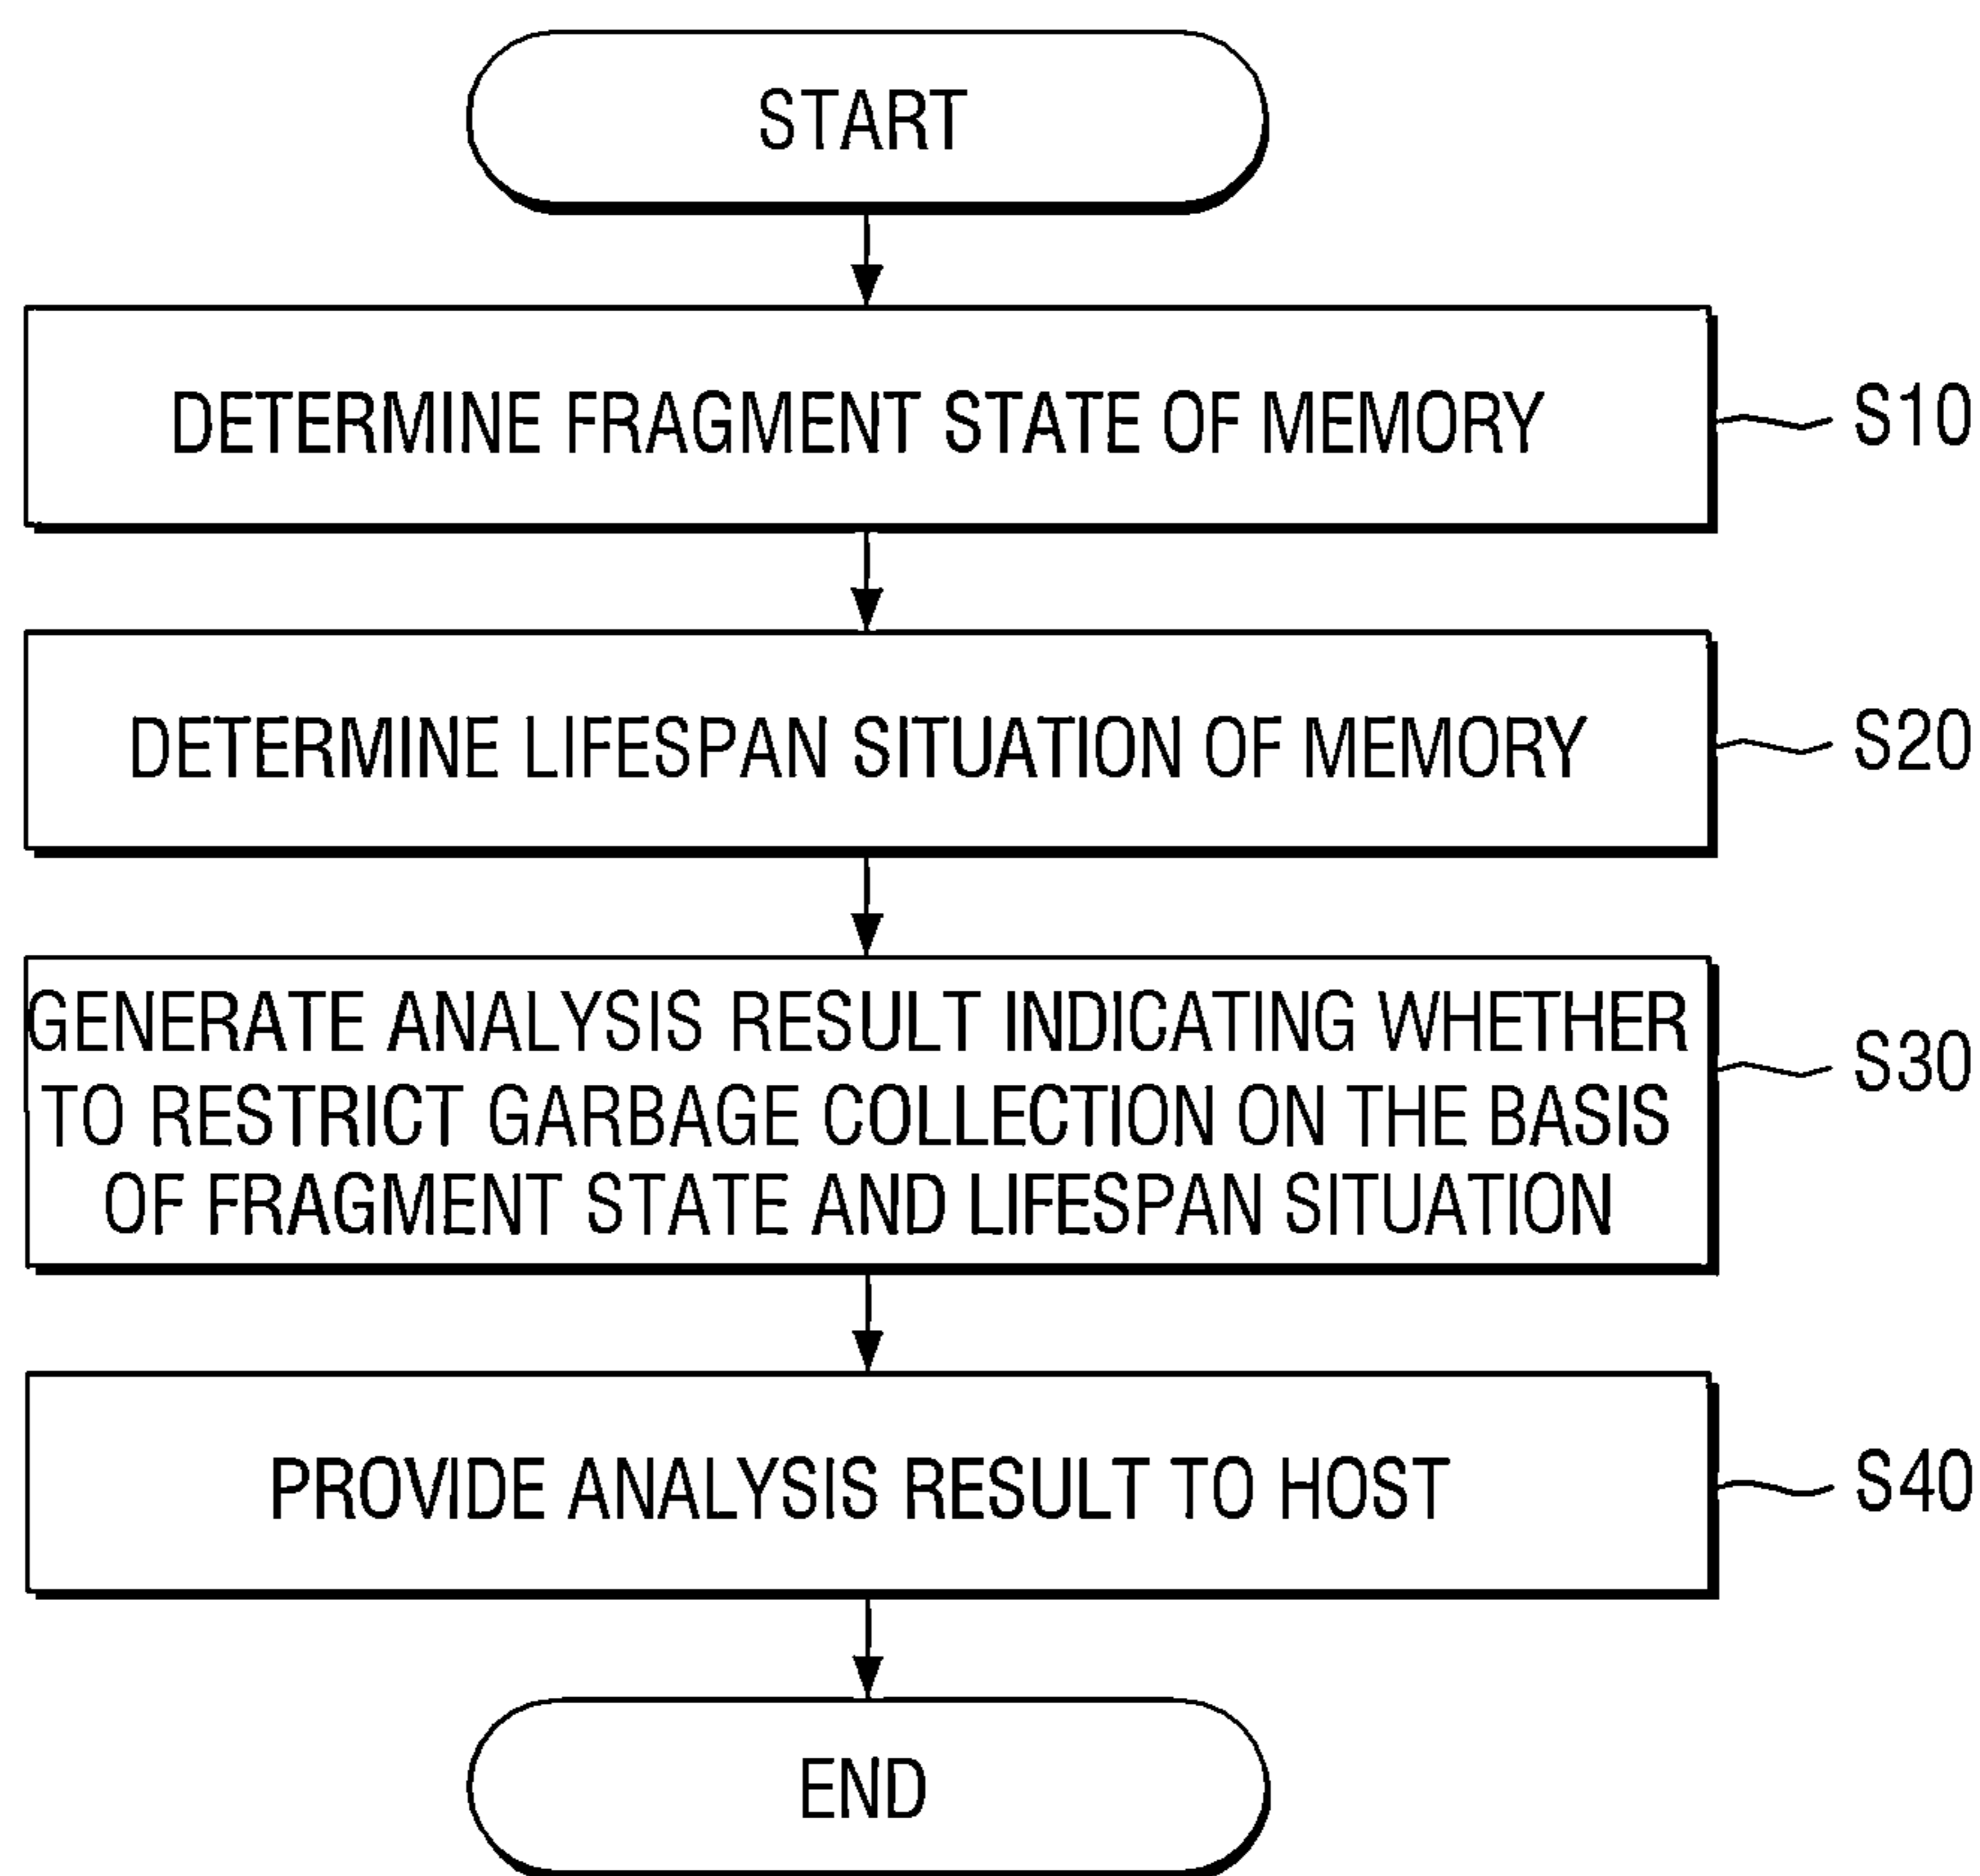 START
DETERMINE FRAGMENT STATE OF MEMORY
S10
DETERMINE LIFESPAN SITUATION OF MEMORY
S20
GENERATE ANALYSIS RESULT INDICATING WHETHER
TO RESTRICT GARBAGE COLLECTION ON THE BASIS
OF FRAGMENT STATE AND LIFESPAN SITUATION
S30
PROVIDE ANALYSIS RESULT TO HOST
S40
END